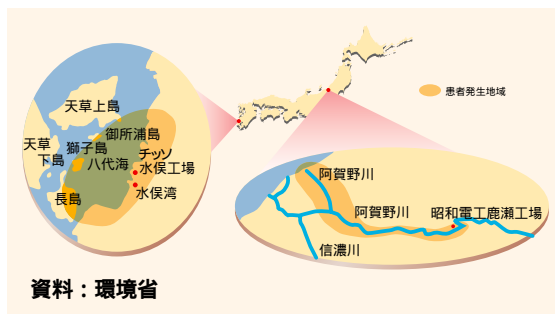 患者発生地域
天草上島
御所浦島
天草
下島
獅子島
八代海
チッソ
水俣工場
水俣湾
長島
阿賀野川
阿賀野川
昭和電工鹿瀬工場
信濃川
資料：環境省